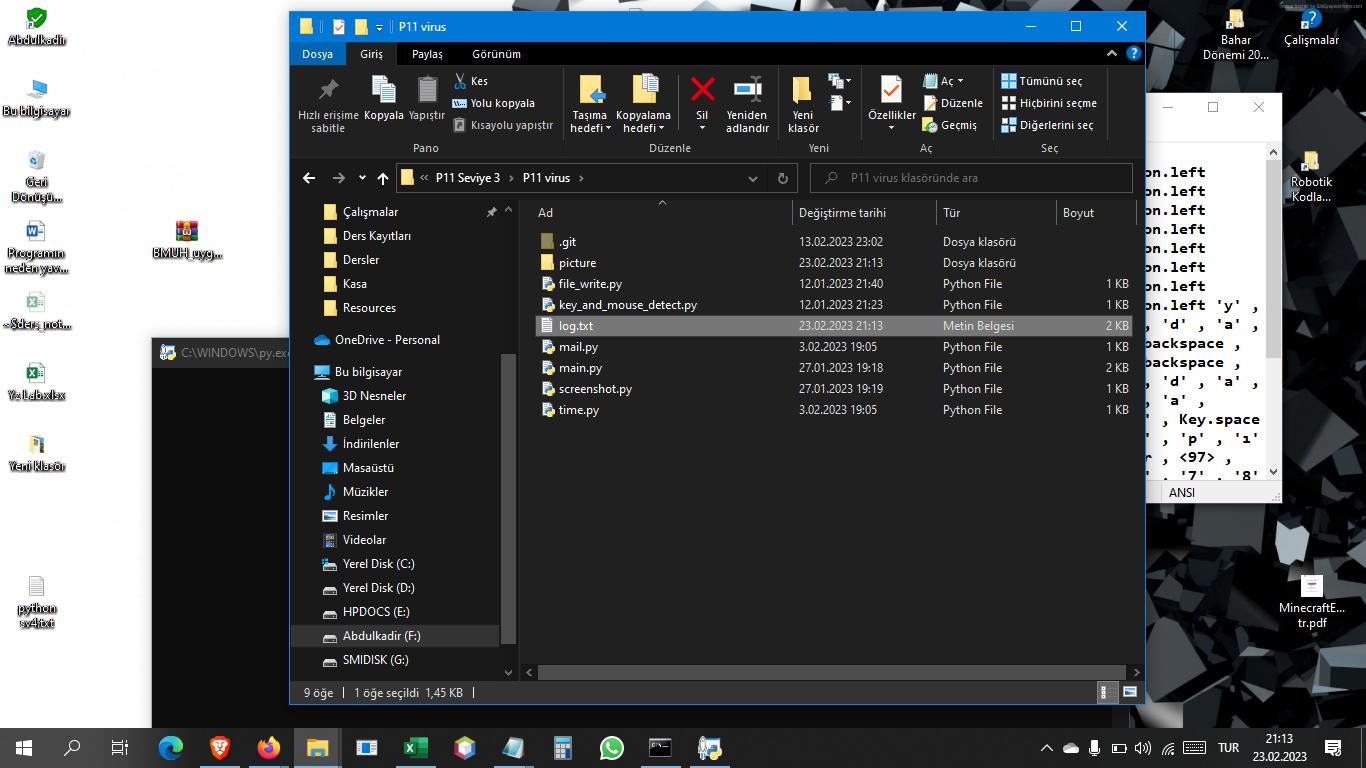 Abdulkadir
Bu bilgisayar
Geri
Dönüşü...
Programın
neden yav...
~$ders_not...
Yz Lab.xlsx
Yeni klasör
python
sv4.txt
BMUH_uyg...
C:\WINDOWS\py.exe
P11 virus
Dosya
Giriş
Paylaş
Görünüm
Hızlı erişime
sabitle
Kopyala
Yapıştır
Kes
Yolu kopyala
Kısayolu yapıştır
Pano
Taşıma
hedefi
Kopyalama
hedefi
Sil
Yeniden
adlandır
Düzenle
Yeni
klasör
Yeni
Özellikler
Aç
Düzenle
Geçmiş
Aç
Tümünü seç
Hiçbirini seçme
Diğerlerini seç
Seç
« P11 Seviye 3 > P11 virus >
P11 virus klasöründe ara
Çalışmalar
Ders Kayıtları
Dersler
Kasa
Resources
OneDrive - Personal
Bu bilgisayar
3D Nesneler
Belgeler
İndirilenler
Masaüstü
Müzikler
Resimler
Videolar
Yerel Disk (C:)
Yerel Disk (D:)
HPDOCS (E:)
Abdulkadir (F:)
SMIDISK (G:)
Ad Değiştirme tarihi Tür Boyut
.git 13.02.2023 23:02 Dosya klasörü
picture 23.02.2023 21:13 Dosya klasörü
file_write.py 12.01.2023 21:40 Python File 1 KB
key_and_mouse_detect.py 12.01.2023 21:23 Python File 1 KB
log.txt 23.02.2023 21:13 Metin Belgesi 2 KB
mail.py 3.02.2023 19:05 Python File 1 KB
main.py 27.01.2023 19:18 Python File 2 KB
screenshot.py 27.01.2023 19:19 Python File 1 KB
time.py 3.02.2023 19:05 Python File 1 KB
9 öğe
1 öğe seçildi 1,45 KB
on.left
on.left
on.left
on.left
on.left
on.left
on.left
on.left 'y' ,
, 'd' , 'a' ,
backspace ,
backspace ,
, 'd' , 'a' ,
, 'a' ,
' , Key.space
' , 'p' , 'ı'
r , <97> ,
' , '7' , '8'
ANSI
Bahar
Dönemi 20...
Çalışmalar
Robotik
Kodla...
MinecraftE...
tr.pdf
TUR
21:13
23.02.2023